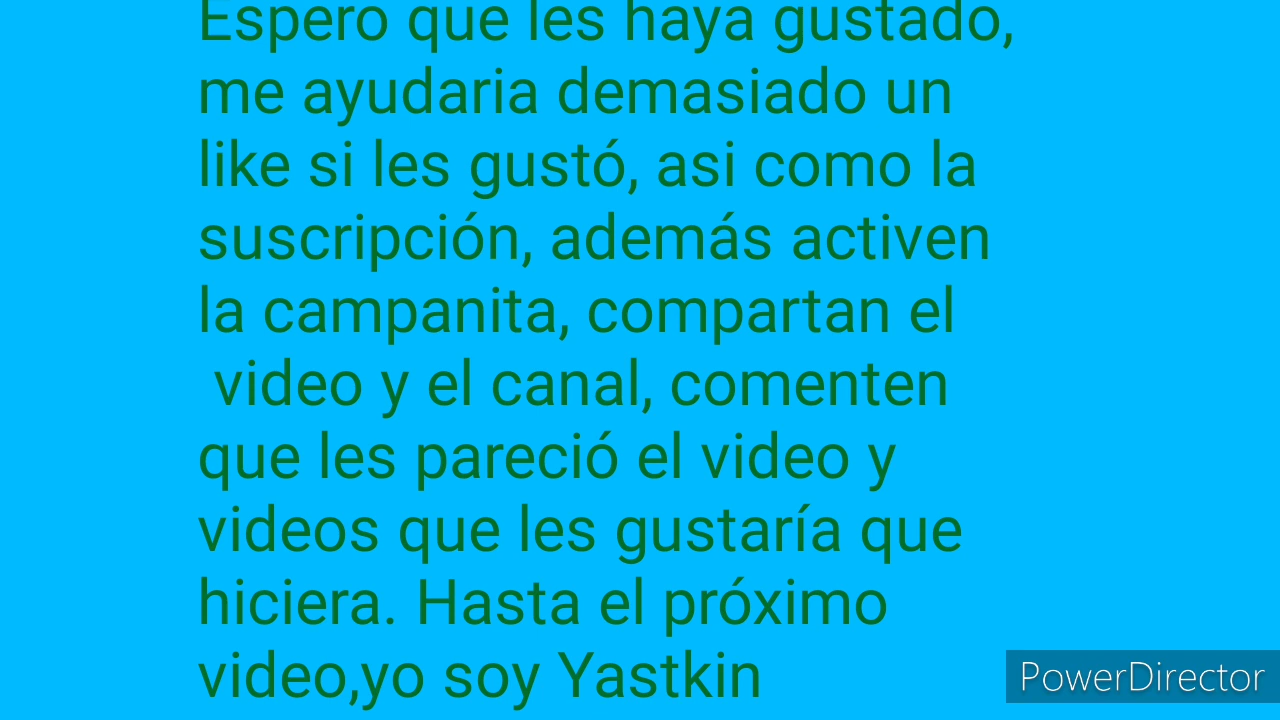 Espero que les haya gustado,
me ayudaria demasiado un
like si les gustó, asi como la
suscripción, además activen
la campanita, compartan el
video y el canal, comenten
que les pareció el video y
videos que les gustaría que
hiciera. Hasta el próximo
video,yo soy Yastkin
PowerDirector